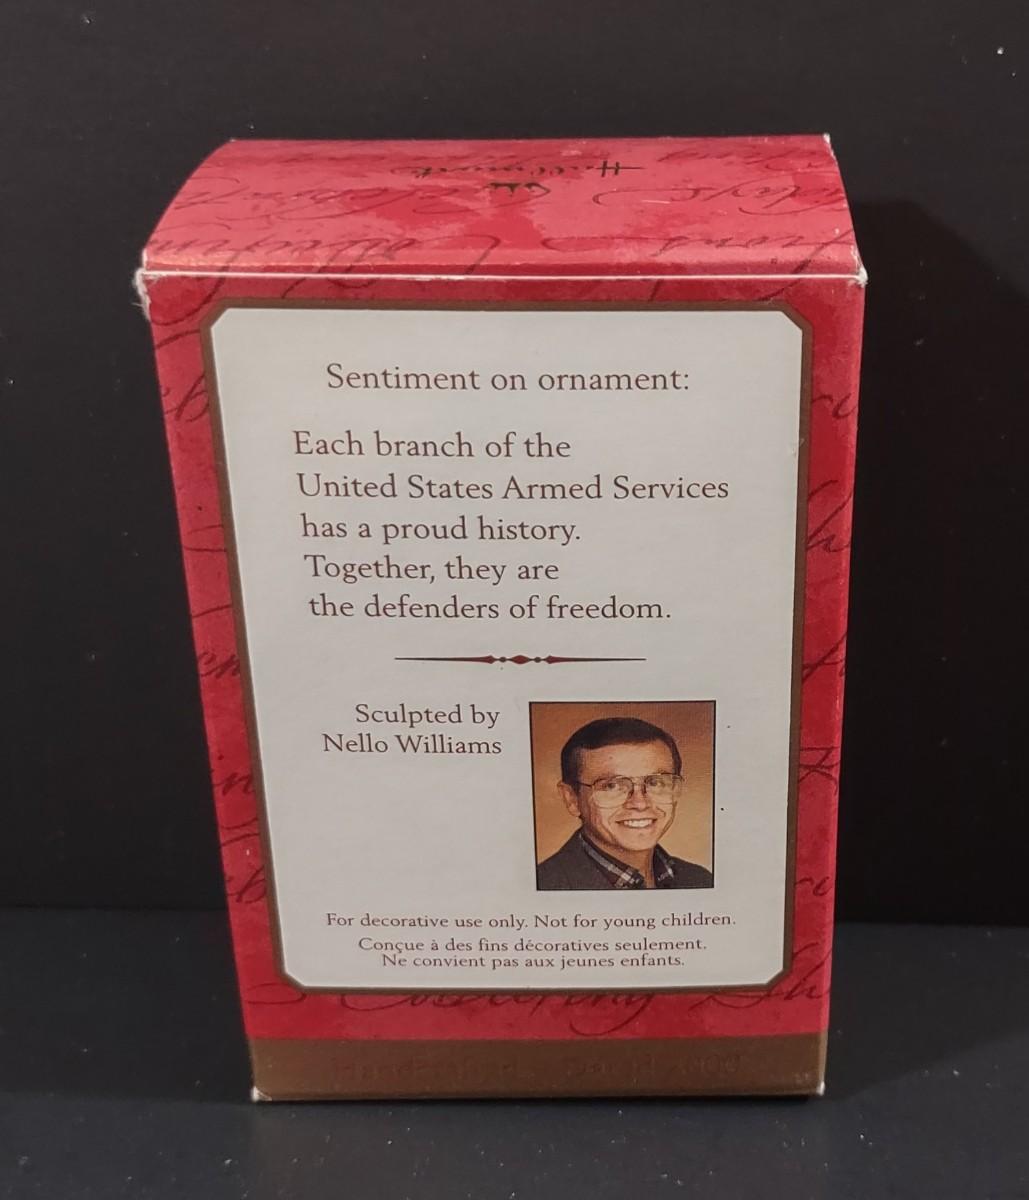 Hallmark
Sentiment on ornament:
Each branch of the
United States Armed Services
has a proud history.
Together, they are
the defenders of freedom.
Sculpted by
Nello Williams
For decorative use only. Not for young children.
Conçue à des fins décoratives seulement.
Ne convient pas aux jeunes enfants.
Handcrafted